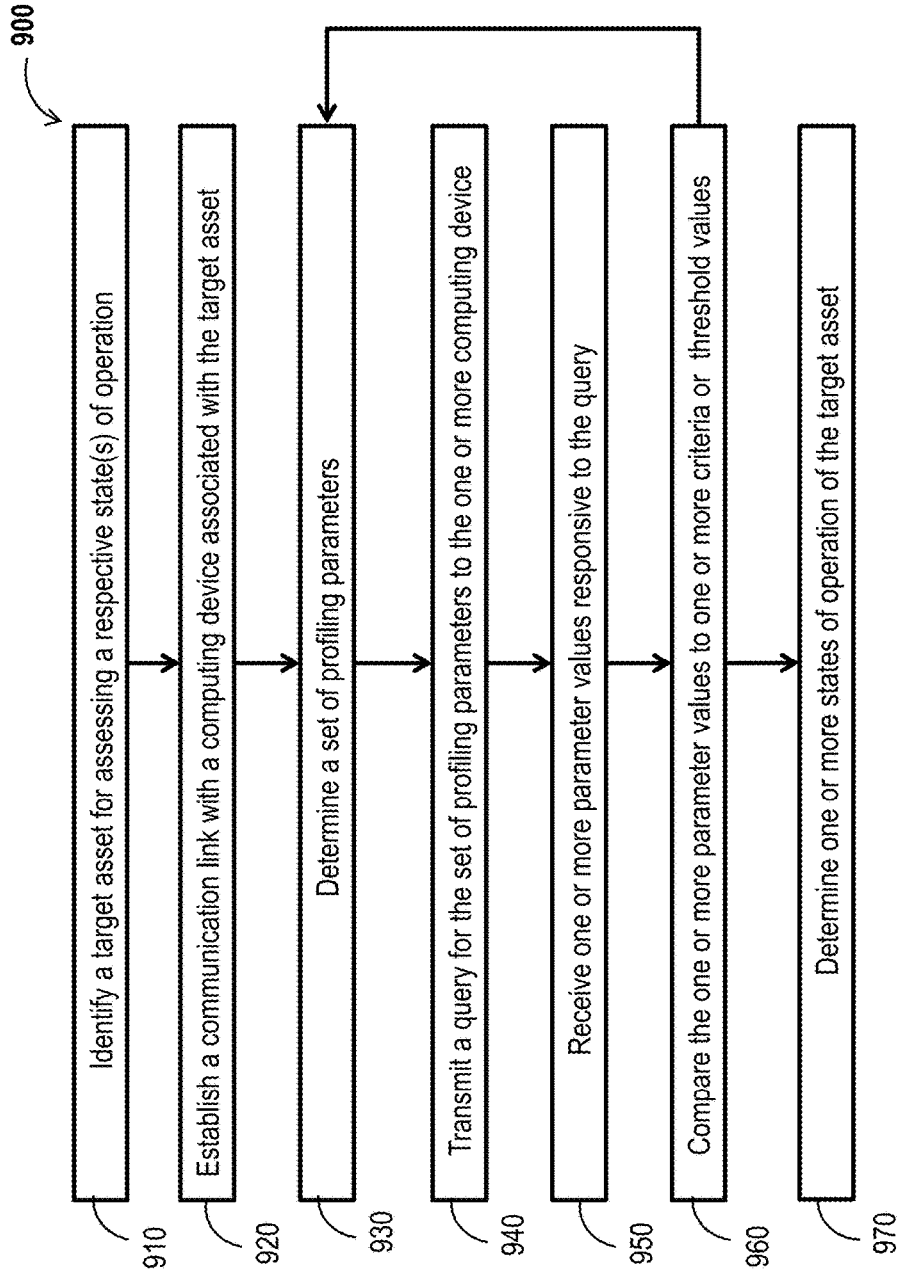 900
910
Identify a target asset for assessing a respective state(s) of operation
920
Establish a communication link with a computing device associated with the target asset
930
Determine a set of profiling parameters
940
Transmit a query for the set of profiling parameters to the one or more computing device
950
Receive one or more parameter values responsive to the query
960
Compare the one or more parameter values to one or more criteria or threshold values
970
Determine one or more states of operation of the target asset